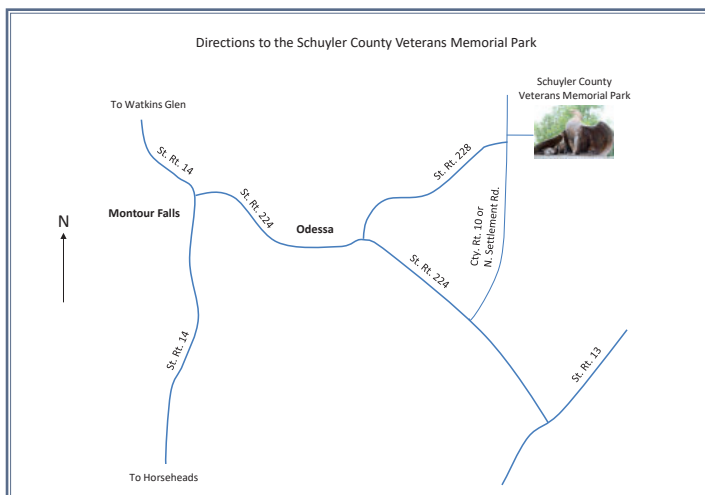 Directions to the Schuyler County Veterans Memorial Park
Schuyler County
Veterans Memorial Park
To Watkins Glen
St. Rt. 14
St. Rt. 228
Montour Falls
St. Rt. 224
Odessa
N
Cty. Rt. 10 or
N. Settlement Rd.
St. Rt. 224
St. Rt. 14
St. Rt. 13
To Horseheads